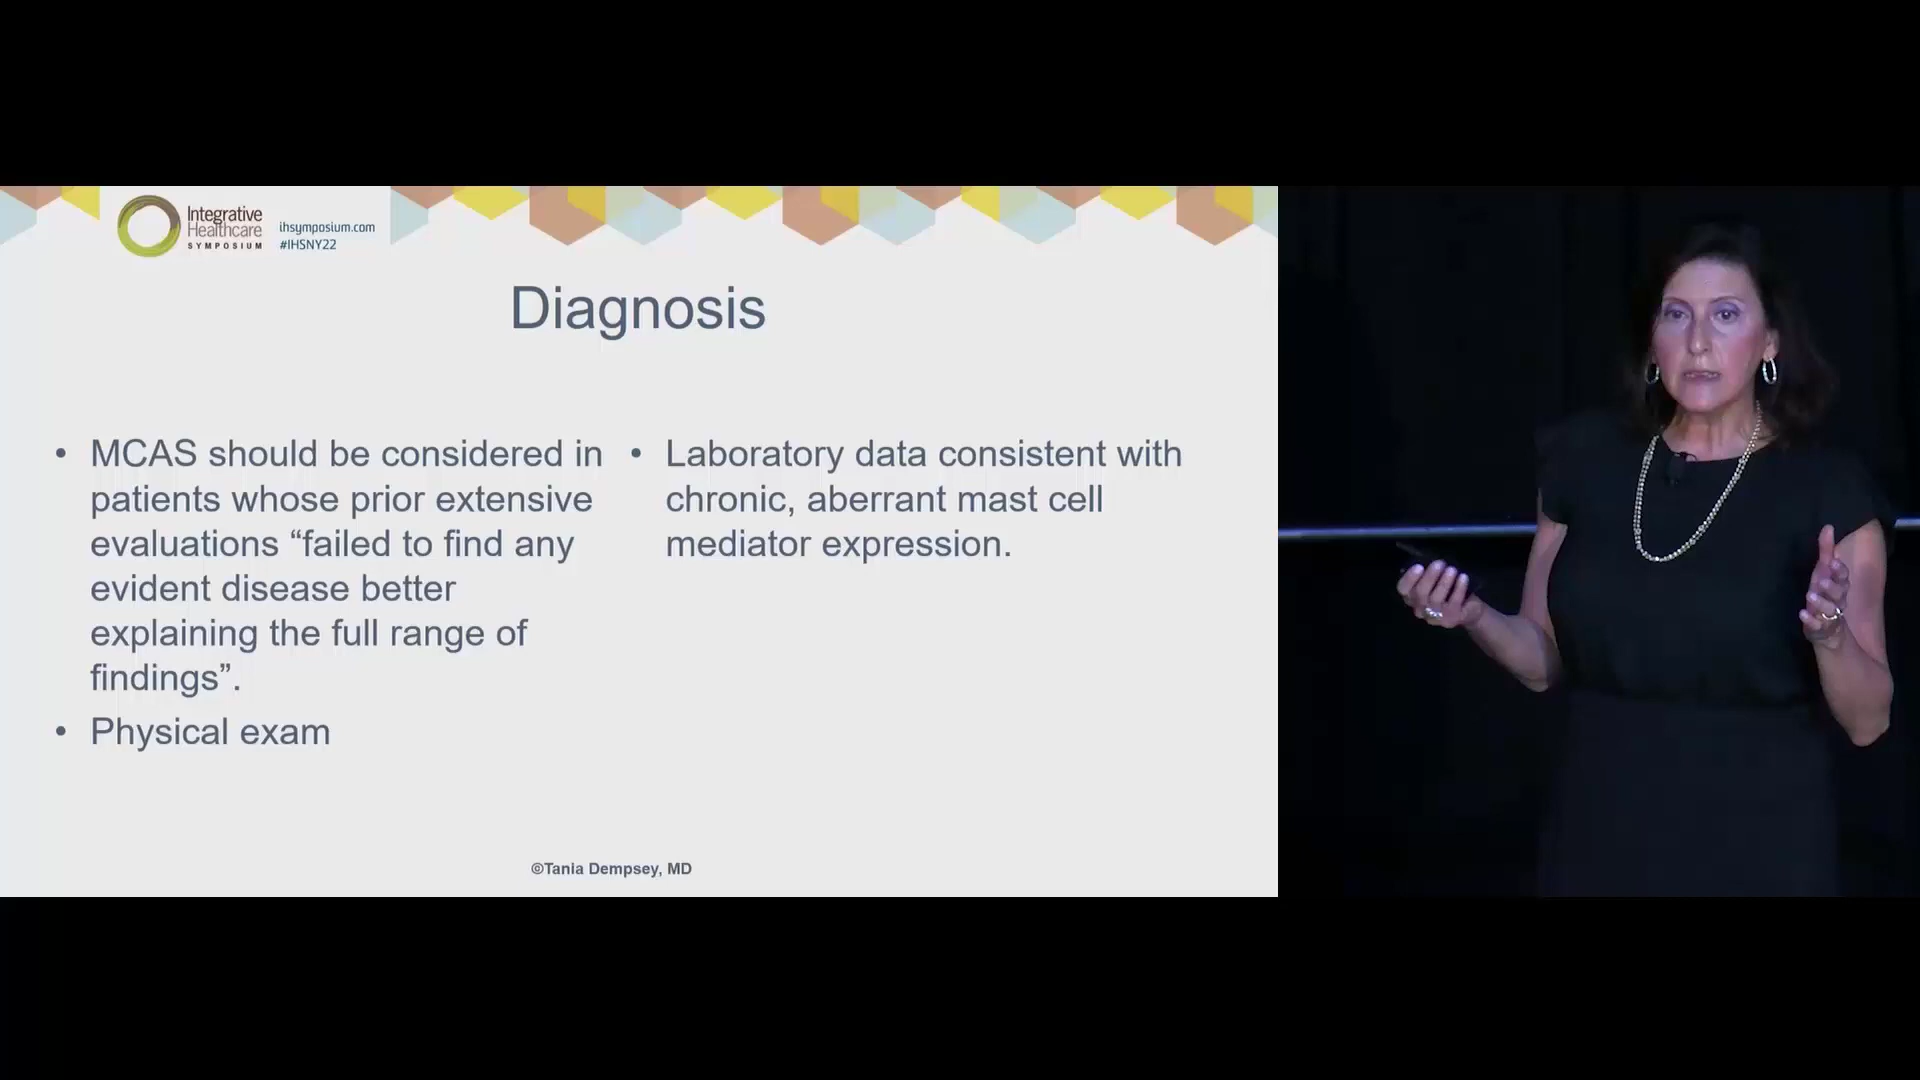 Integrative
Healthcare
SYMPOSIUM
ihsymposium.com
#IHSNY22
Diagnosis
• MCAS should be considered in
patients whose prior extensive
evaluations “failed to find any
evident disease better
explaining the full range of
findings”.
• Physical exam
• Laboratory data consistent with
chronic, aberrant mast cell
mediator expression.
©Tania Dempsey, MD